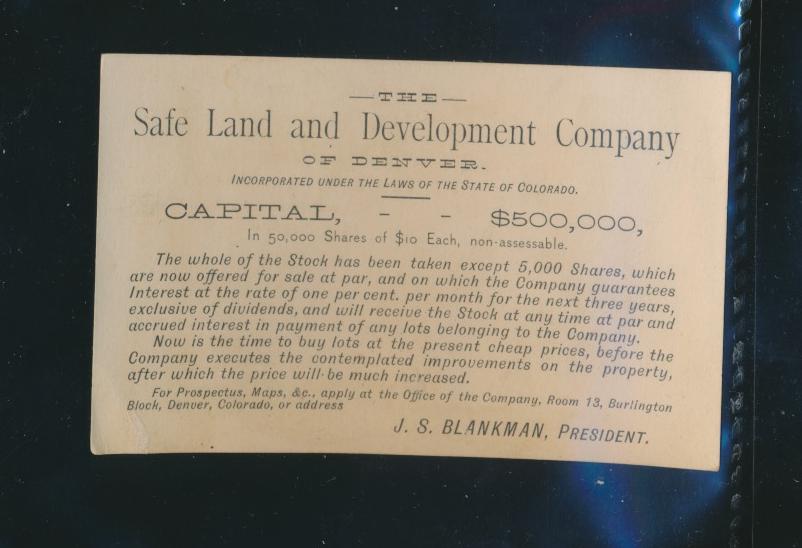 —THE—
Safe Land and Development Company
OF DENVER.
INCORPORATED UNDER THE LAWS OF THE STATE OF COLORADO.
CAPITAL, - - $500,000,
In 50,000 Shares of $10 Each, non-assessable.
The whole of the Stock has been taken except 5,000 Shares, which
are now offered for sale at par, and on which the Company guarantees
Interest at the rate of one per cent. per month for the next three years,
exclusive of dividends, and will receive the Stock at any time at par and
accrued interest in payment of any lots belonging to the Company.
Now is the time to buy lots at the present cheap prices, before the
Company executes the contemplated improvements on the property,
after which the price will be much increased.
For Prospectus, Maps, &c., apply at the Office of the Company, Room 13, Burlington
Block, Denver, Colorado, or address
J. S. BLANKMAN, PRESIDENT.